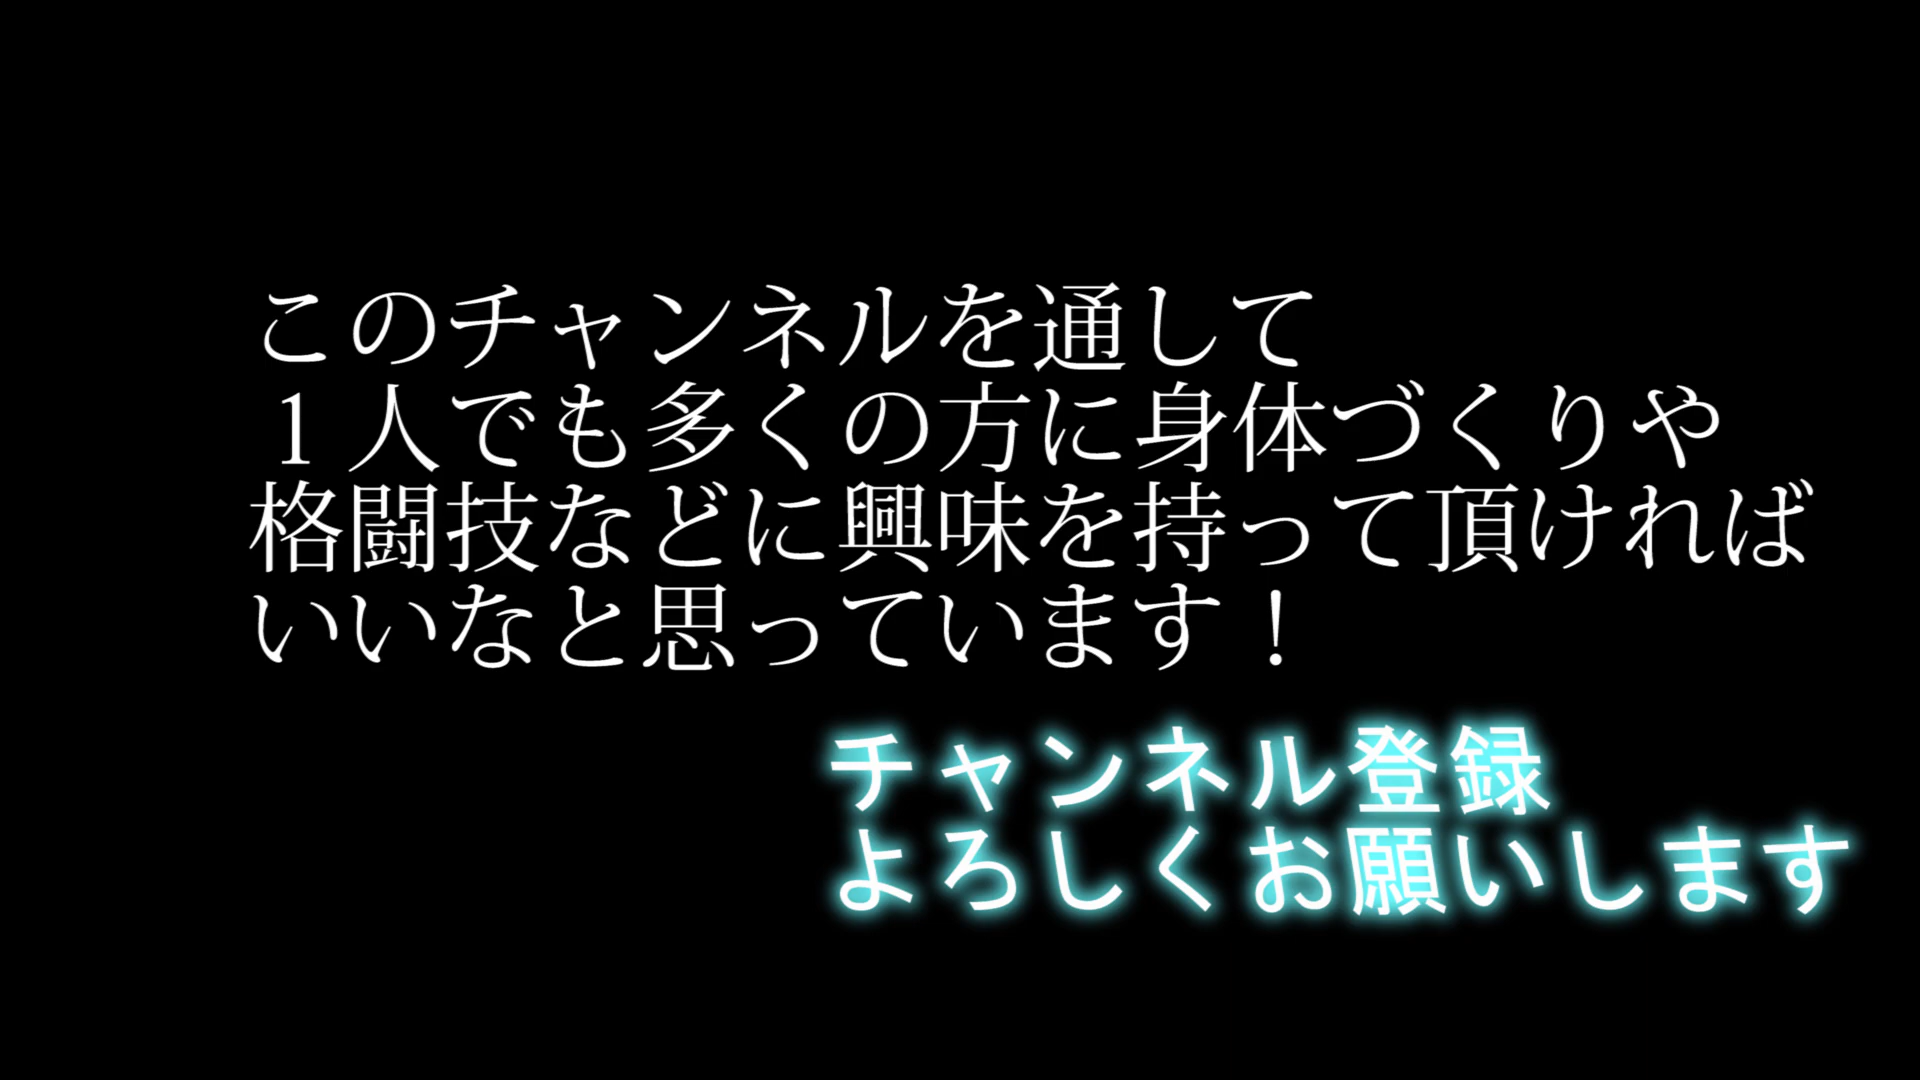 このチャンネルを通して
１人でも多くの方に身体づくりや
格闘技などに興味を持って頂ければ
いいなと思っています！
チャンネル登録
よろしくお願いします